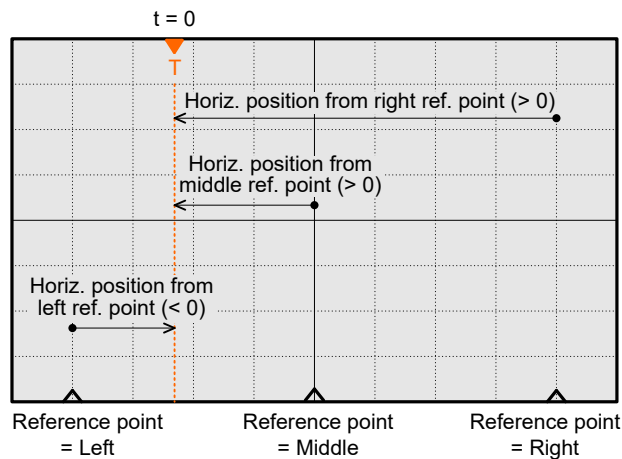 t = 0
T
Horiz. position from right ref. point (> 0)
Horiz. position from
middle ref. point (> 0)
Horiz. position from
left ref. point (< 0)
Reference point
= Left
Reference point
= Middle
Reference point
= Right